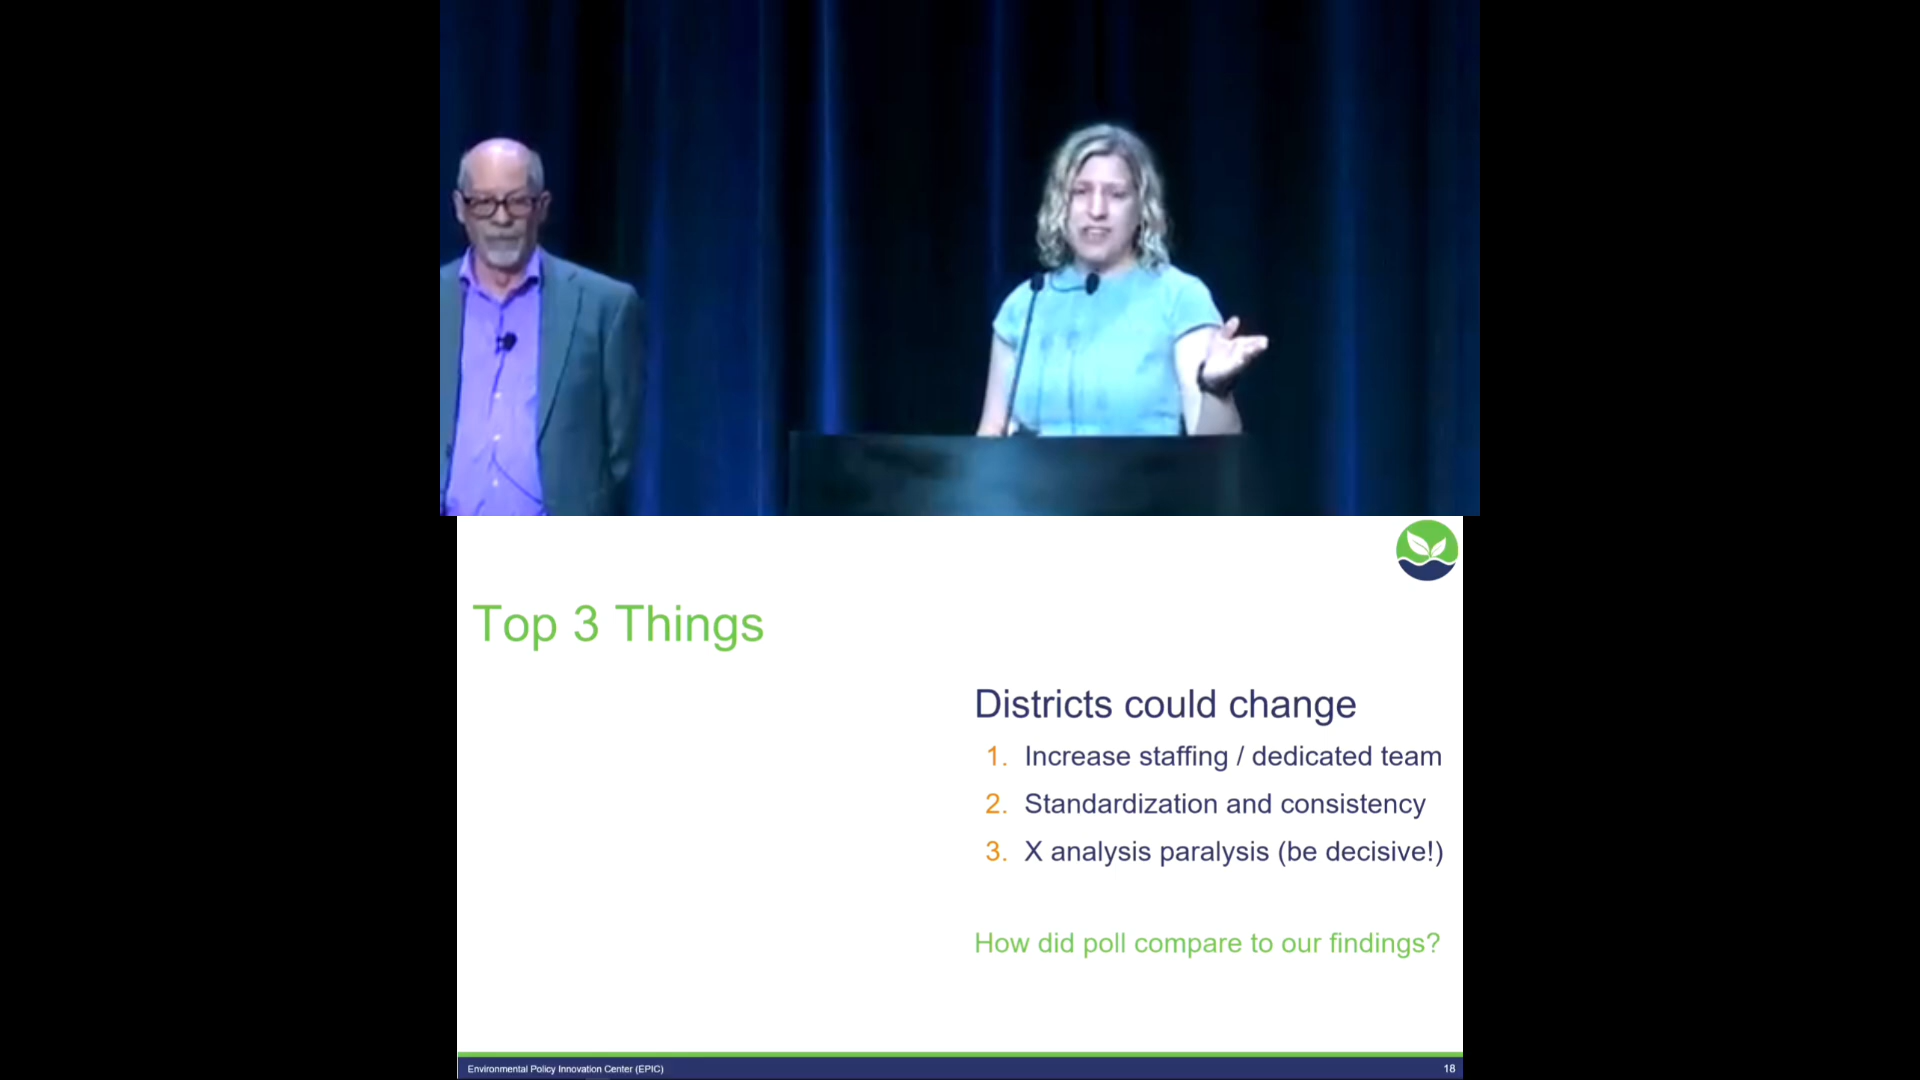 Top 3 Things
Districts could change
1. Increase staffing / dedicated team
2. Standardization and consistency
3. X analysis paralysis (be decisive!)
How did poll compare to our findings?
Environmental Policy Innovation Center (EPIC)
18